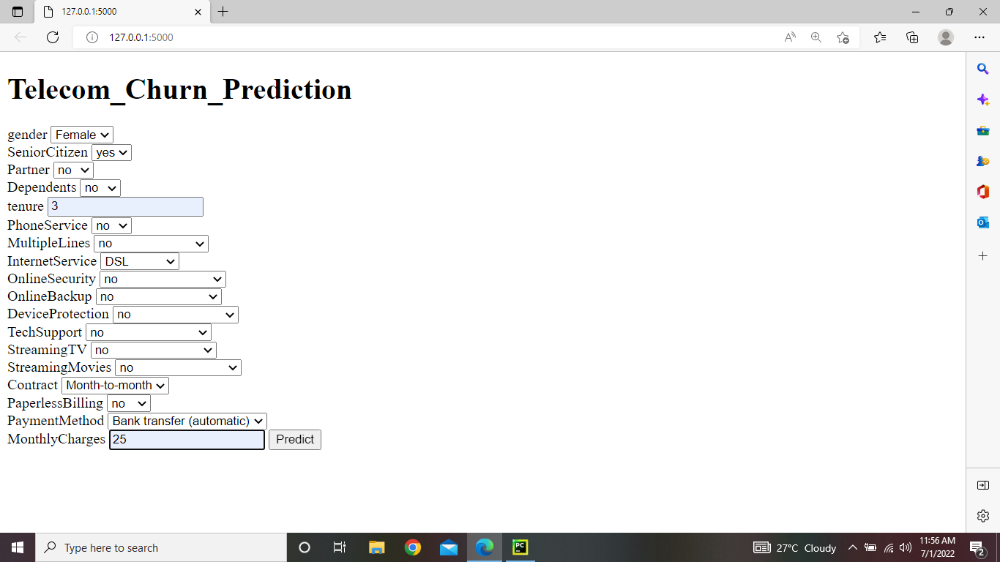 127.0.0.1:5000
127.0.0.1:5000
Telecom_Churn_Prediction
gender Female
SeniorCitizen yes
Partner no
Dependents no
tenure 3
PhoneService no
MultipleLines no
InternetService DSL
OnlineSecurity no
OnlineBackup no
DeviceProtection no
TechSupport no
StreamingTV no
StreamingMovies no
Contract Month-to-month
PaperlessBilling no
PaymentMethod Bank transfer (automatic)
MonthlyCharges 25 Predict
Type here to search
PC
27°C Cloudy
11:56 AM
7/1/2022
2